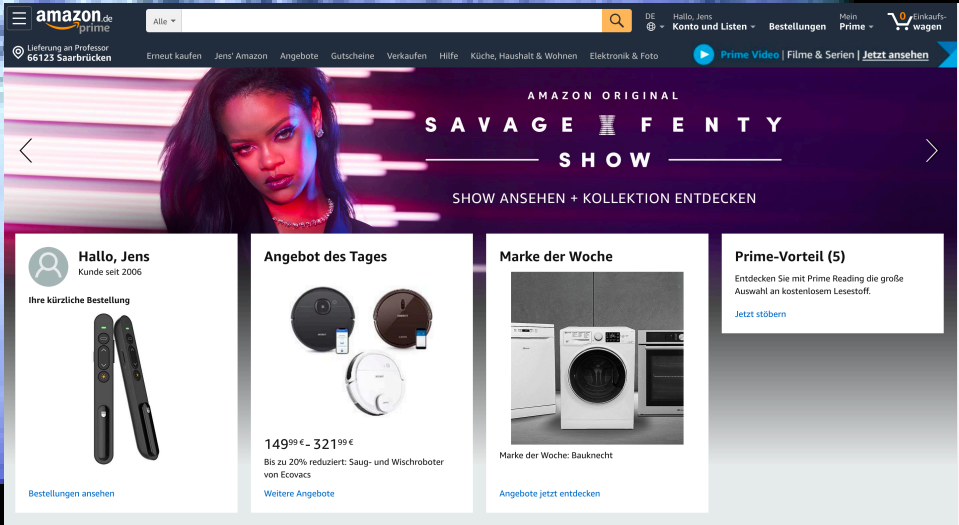 amazon.de
prime
Alle
DE
Hallo, Jens
Konto und Listen
Bestellungen
Mein
Prime
0
Einkaufs-
wagen
Lieferung an Professor
66123 Saarbrücken
Erneut kaufen Jens' Amazon Angebote Gutscheine Verkaufen Hilfe Küche, Haushalt & Wohnen Elektronik & Foto
Prime Video | Filme & Serien | Jetzt ansehen
AMAZON ORIGINAL
SAVAGE X FENTY
SHOW
SHOW ANSEHEN + KOLLEKTION ENTDECKEN
Hallo, Jens
Kunde seit 2006
Ihre kürzliche Bestellung
Bestellungen ansehen
Angebot des Tages
149⁹⁹ € - 321⁹⁹ €
Bis zu 20% reduziert: Saug- und Wischroboter
von Ecovacs
Weitere Angebote
Marke der Woche
Marke der Woche: Bauknecht
Angebote jetzt entdecken
Prime-Vorteil (5)
Entdecken Sie mit Prime Reading die große
Auswahl an kostenlosem Lesestoff.
Jetzt stöbern